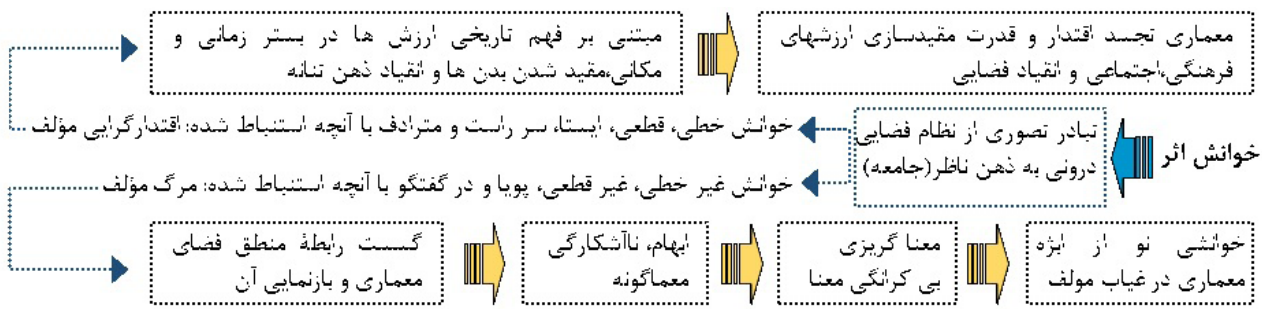 خوانش اثر
تبادر تصوری از نظام فضایی
درونی به ذهن ناظر(جامعه)
خوانش خطی، قطعی، ایستا، سر راست و مترادف با آنچه استنباط شده: اقتدارگرایی مؤلف
مبتنی بر فهم تاریخی ارزش ها در بستر زمانی و
مکانی،مقید شدن بدن ها و انقیاد ذهن تنانه
معماری تجسد اقتدار و قدرت مقیدسازی ارزشهای
فرهنگی،اجتماعی و انقیاد فضایی
خوانش غیر خطی، غیر قطعی، پویا و در گفتگو با آنچه استنباط شده: مرگ مؤلف
گسست رابطۀ منطق فضای
معماری و بازنمایی آن
ابهام، ناآشکارگی
معماگونه
معنا گریزی
بی کرانگی معنا
خوانشی نو از ابژه
معماری در غیاب مولف